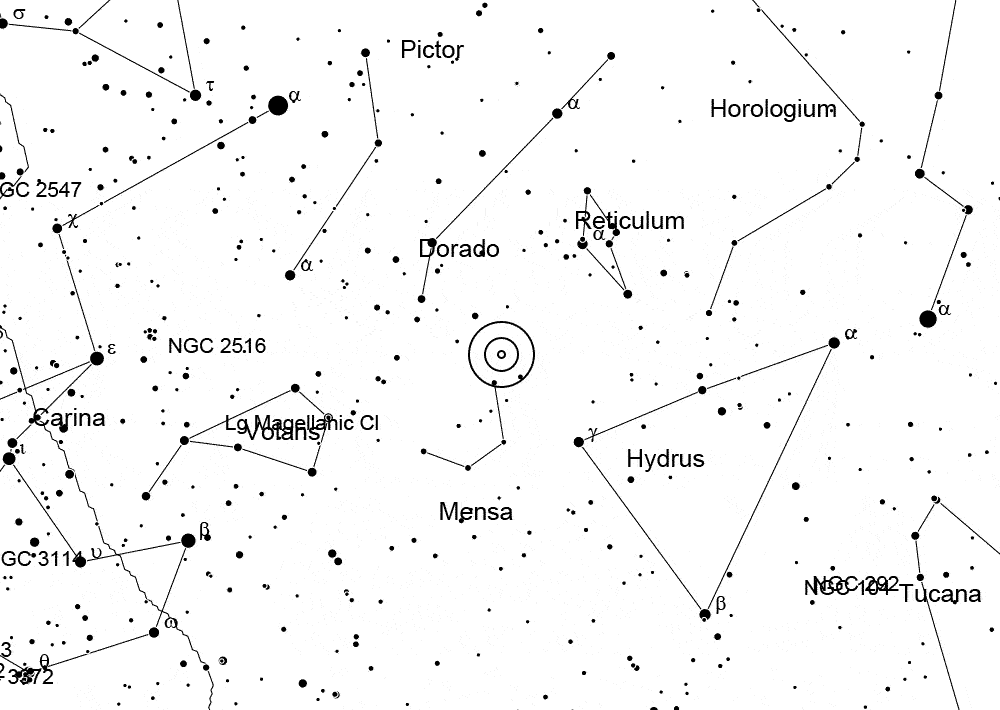 σ
Pictor
τ
α
α
Horologium
GC 2547
χ
Reticulum
α
Dorado
α
α
ε
NGC 2516
α
Carina
Lg Magellanic Cl
Volans
γ
ι
Hydrus
Mensa
β
GC 3114
υ
NGC 292
NGC 104
Tucana
β
ω
3
θ
2
3372